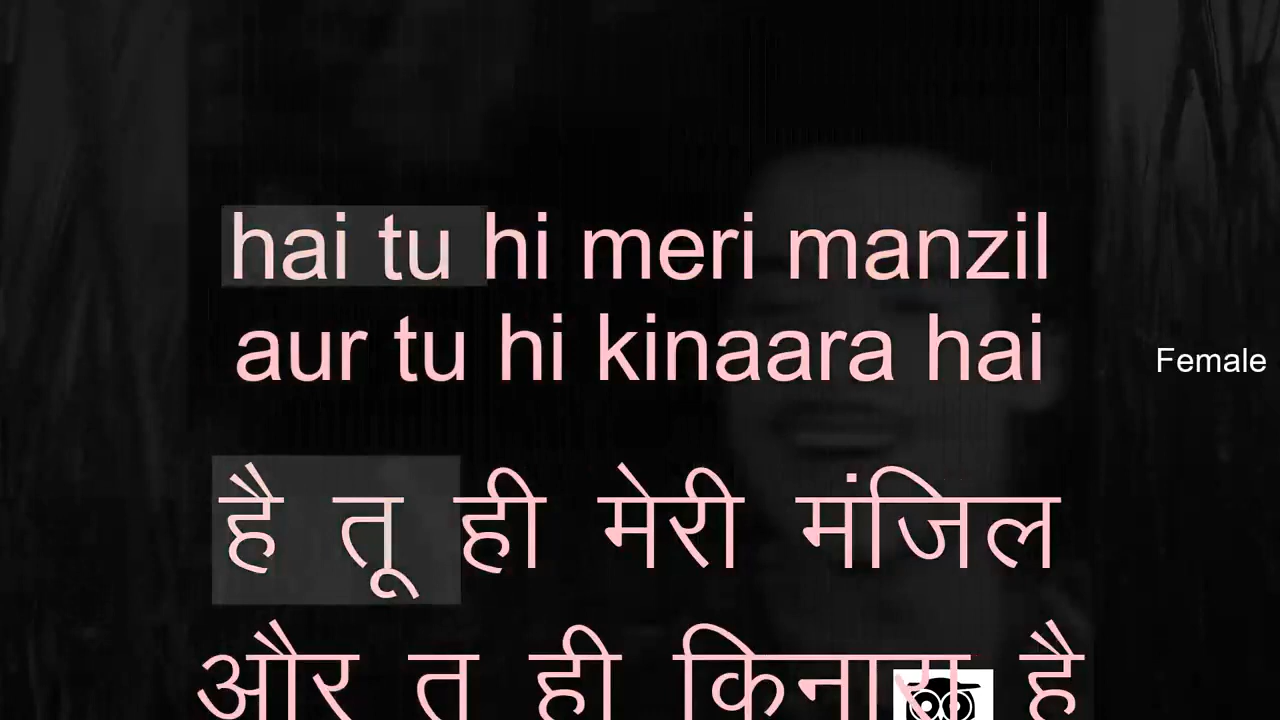 hai tu hi meri manzil
aur tu hi kinaara hai
Female
है तू ही मेरी मंजिल
और तू ही किनारा है